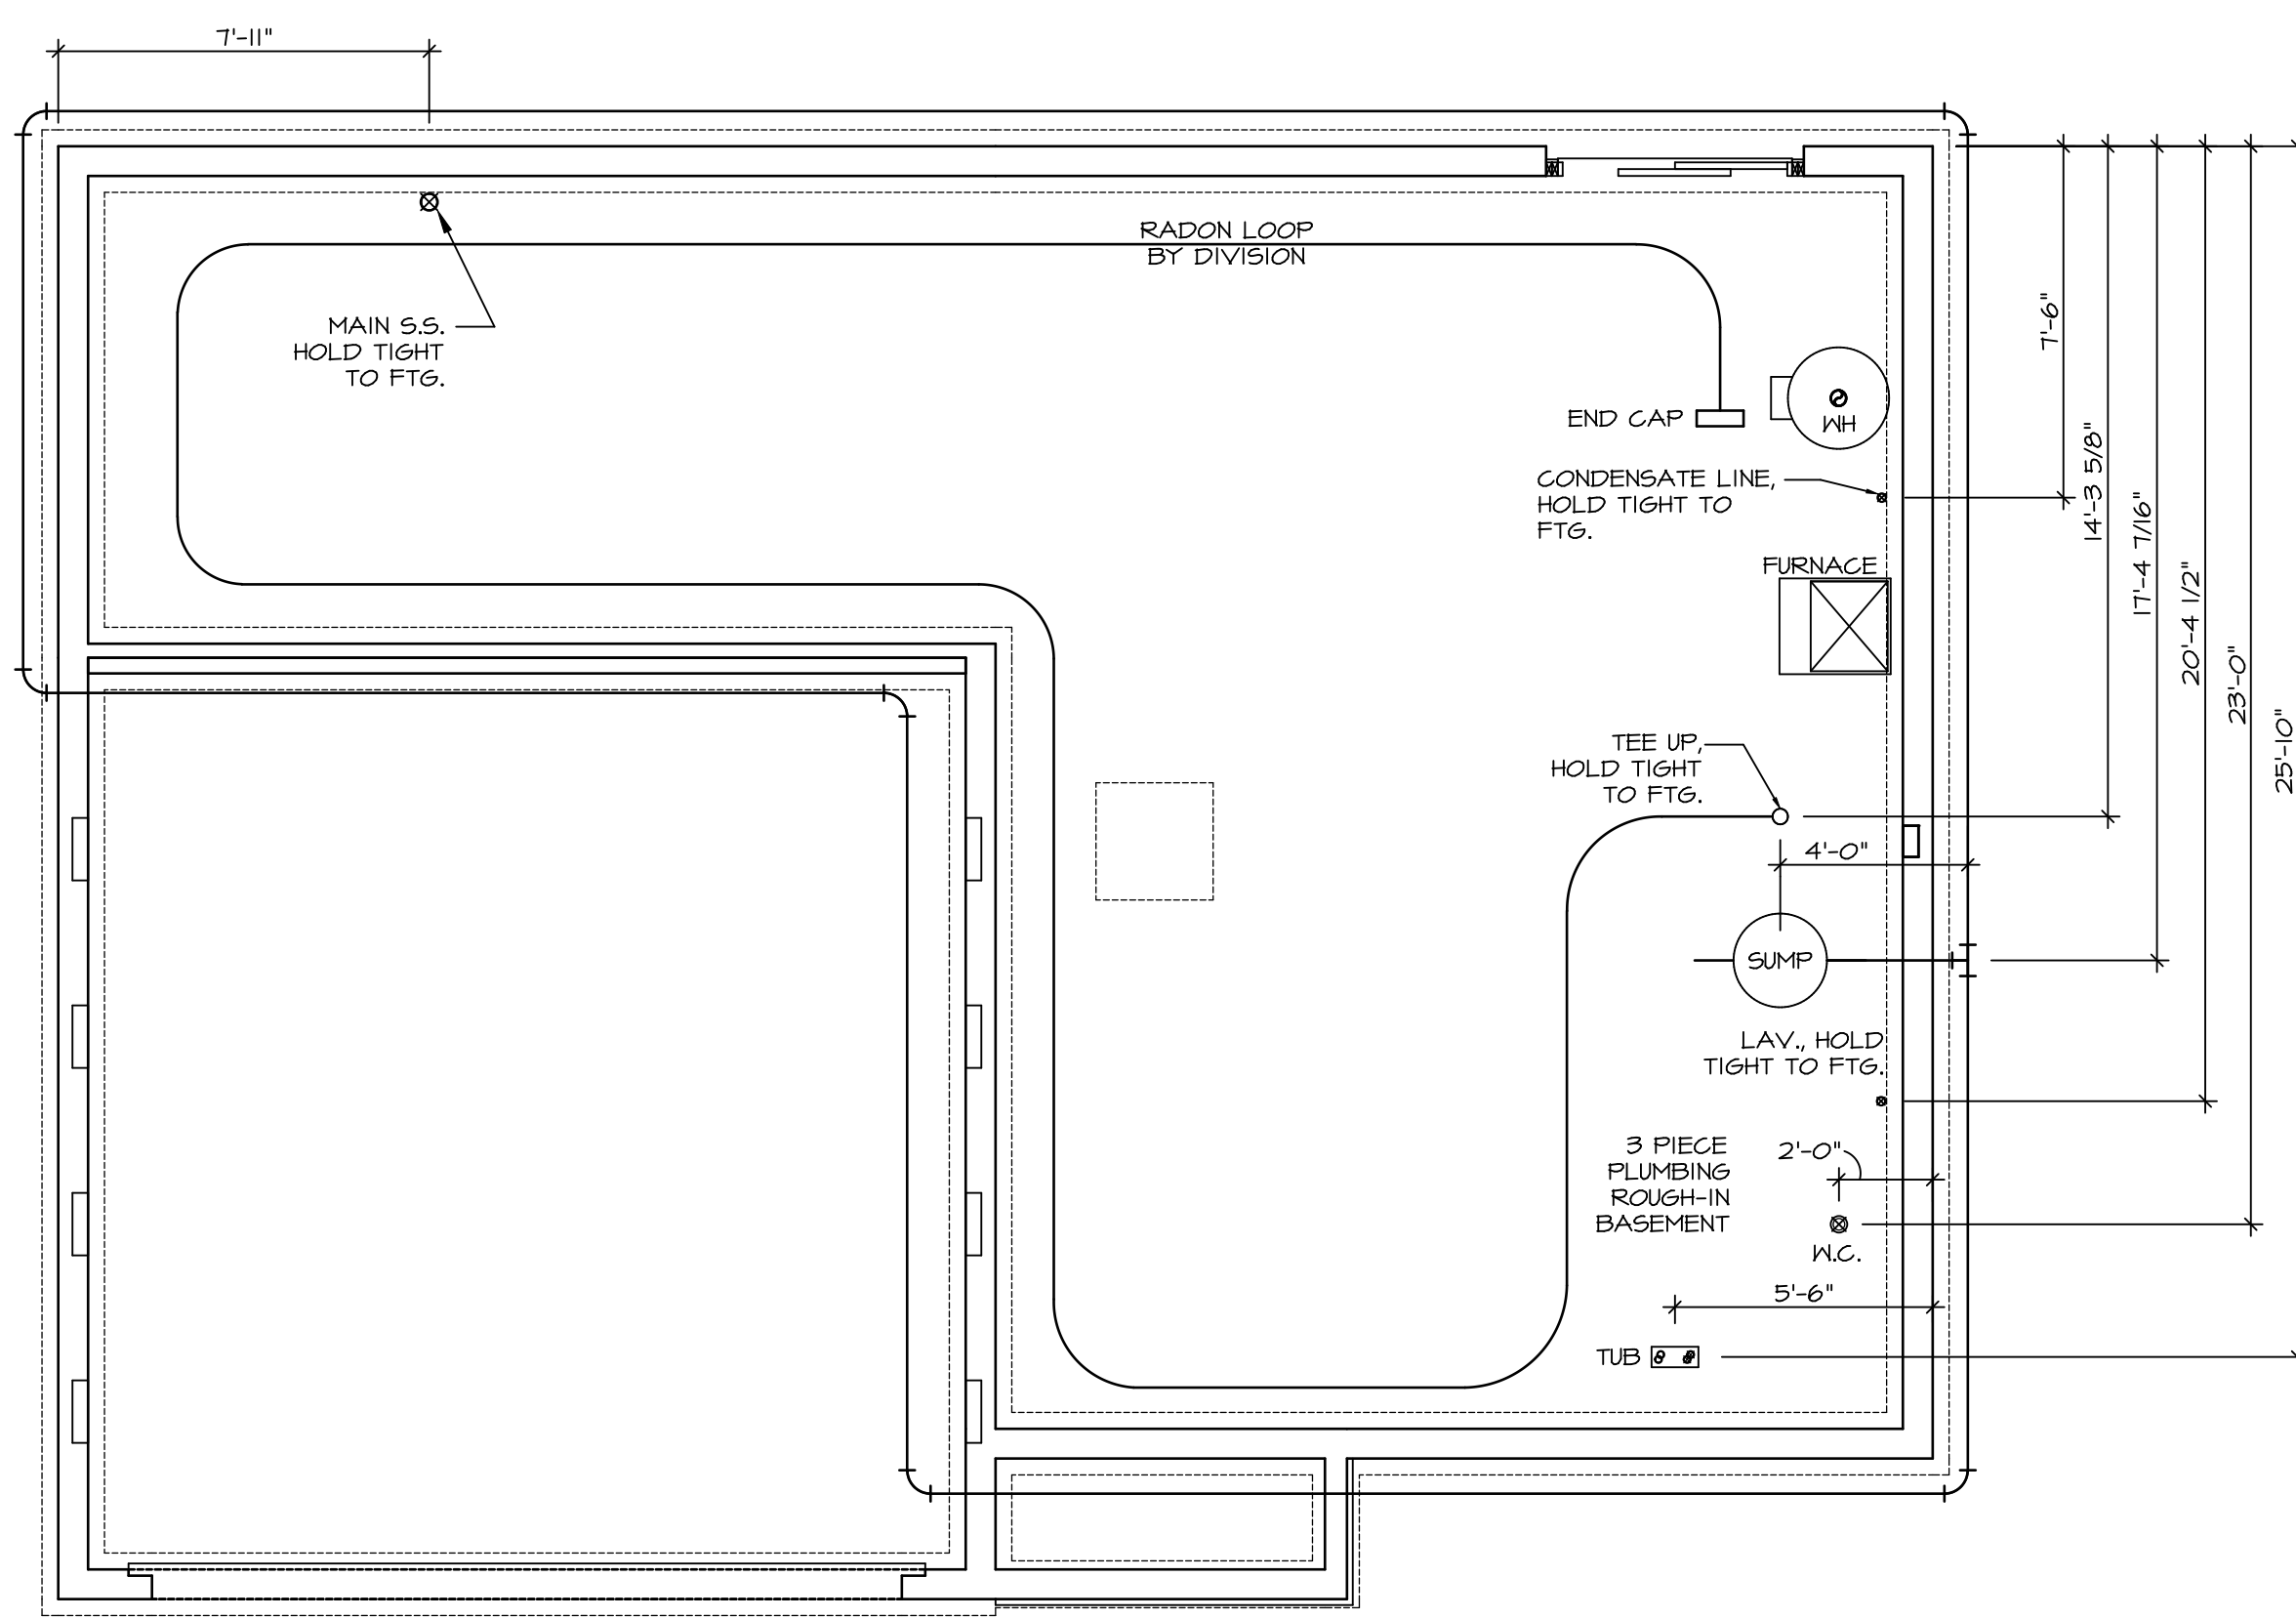 7'-11"
RADON LOOP
BY DIVISION
MAIN S.S.
HOLD TIGHT
TO FTG.
END CAP
WH
CONDENSATE LINE,
HOLD TIGHT TO
FTG.
FURNACE
7'-6"
14'-3 5/8"
17'-4 7/16"
20'-4 1/2"
23'-0"
25'-10"
TEE UP,
HOLD TIGHT
TO FTG.
4'-0"
SUMP
LAV., HOLD
TIGHT TO FTG.
3 PIECE
PLUMBING
ROUGH-IN
BASEMENT
2'-0"
W.C.
5'-6"
TUB